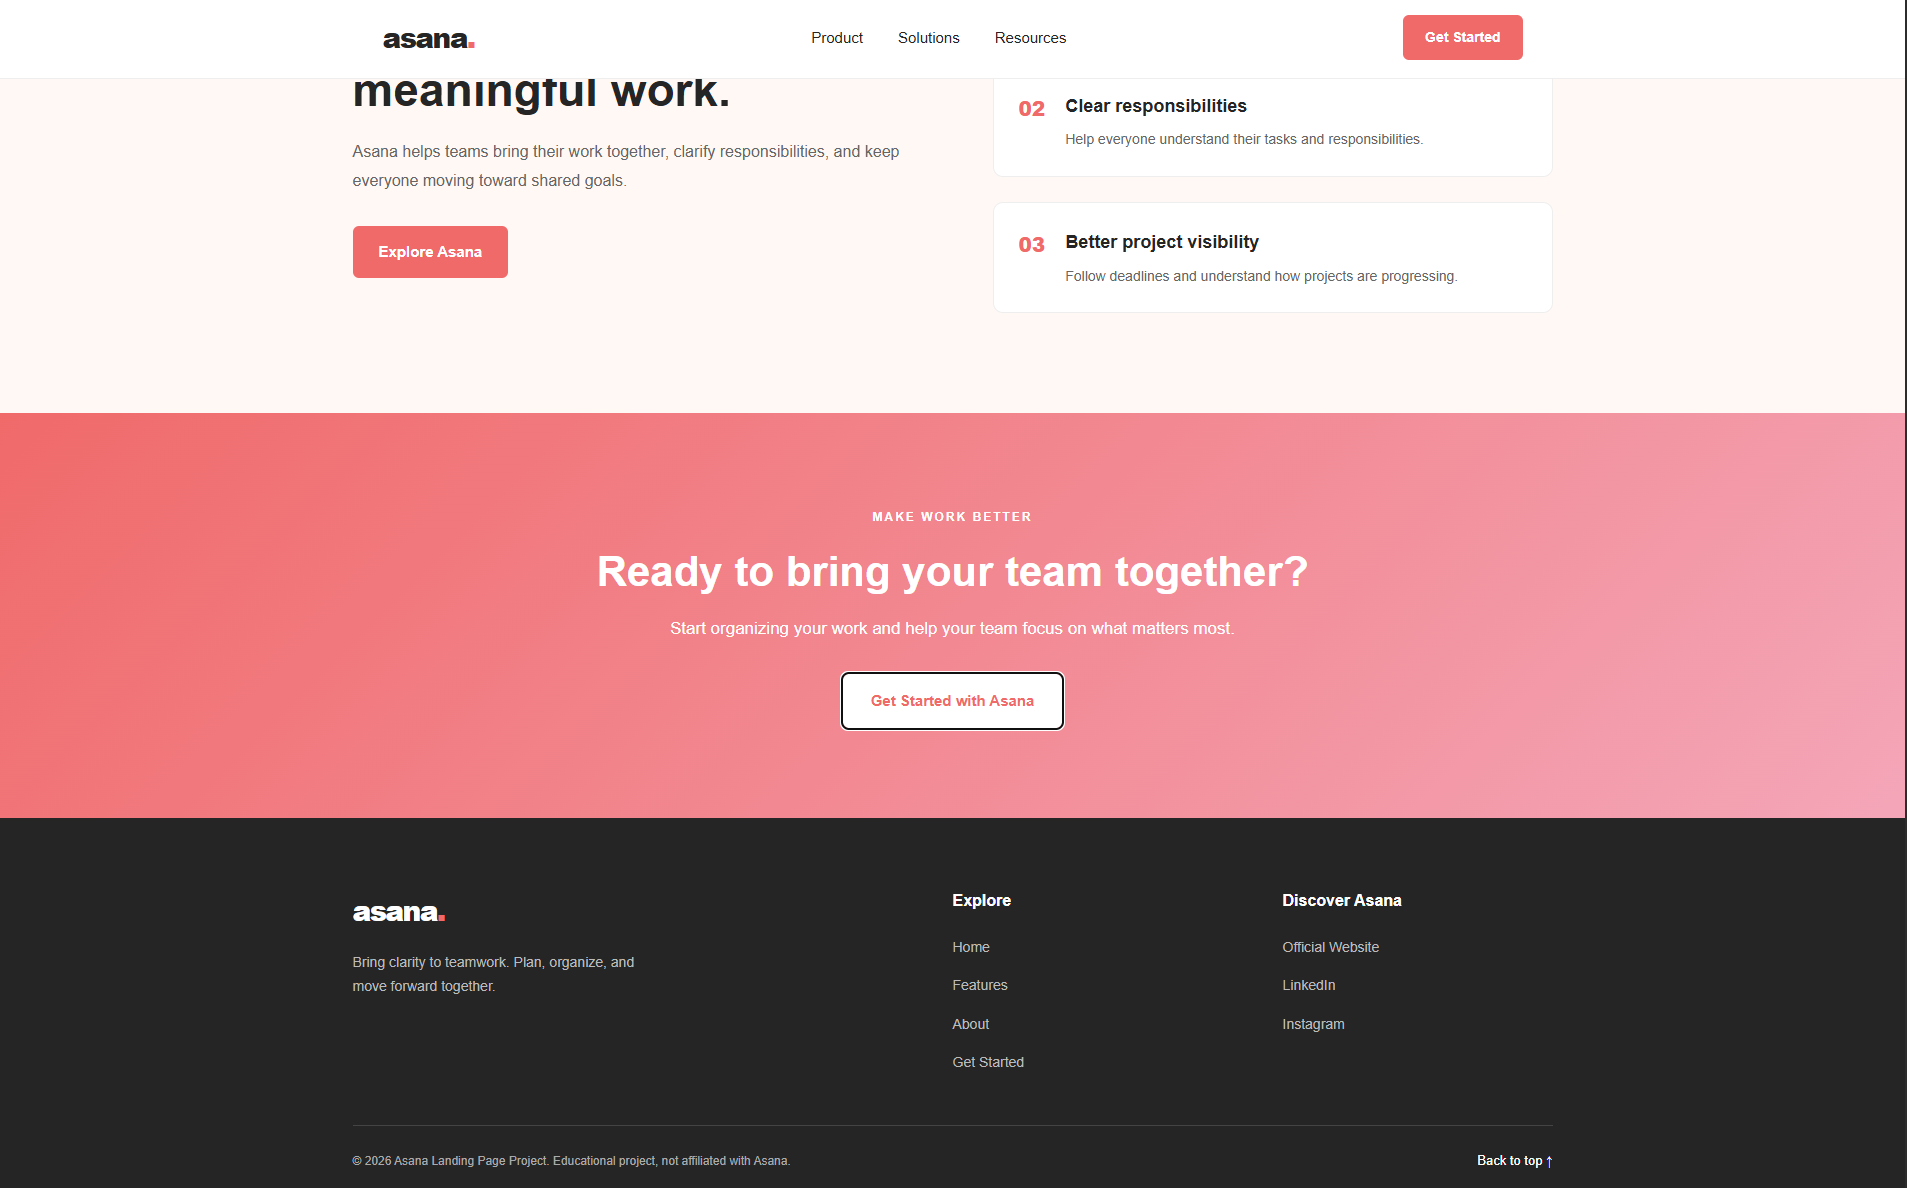 asana.
Product
Solutions
Resources
Get Started
meaningful work.
Asana helps teams bring their work together, clarify responsibilities, and keep
everyone moving toward shared goals.
Explore Asana
02
Clear responsibilities
Help everyone understand their tasks and responsibilities.
03
Better project visibility
Follow deadlines and understand how projects are progressing.
MAKE WORK BETTER
Ready to bring your team together?
Start organizing your work and help your team focus on what matters most.
Get Started with Asana
asana.
Bring clarity to teamwork. Plan, organize, and
move forward together.
Explore
Home
Features
About
Get Started
Discover Asana
Official Website
LinkedIn
Instagram
© 2026 Asana Landing Page Project. Educational project, not affiliated with Asana.
Back to top ↑